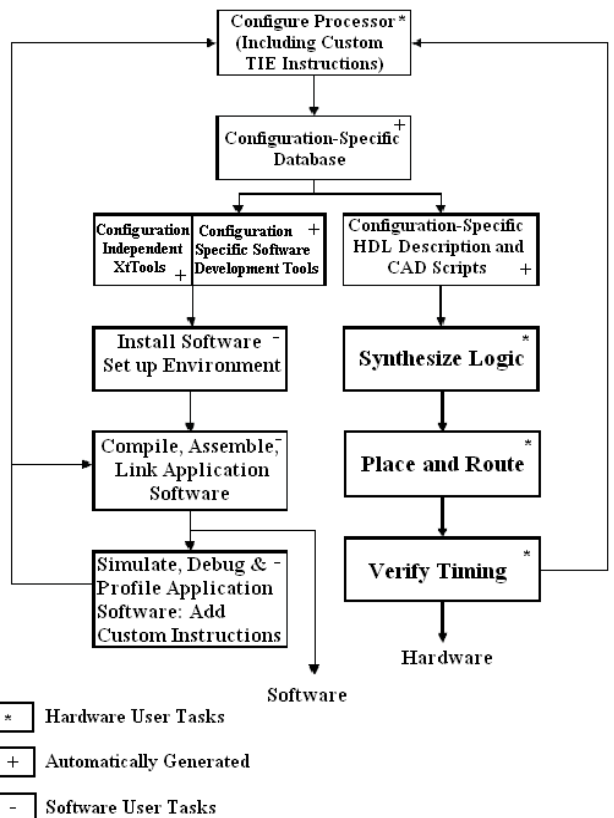 Configure Processor *
(Including Custom
TIE Instructions)
Configuration-Specific +
Database
Configuration
Independent
XtTools +
Configuration +
Specific Software
Development Tools
Configuration-Specific
HDL Description and
CAD Scripts +
Install Software -
Set up Environment
Synthesize Logic *
Compile, Assemble, -
Link Application
Software
Place and Route *
Simulate, Debug & -
Profile Application
Software: Add
Custom Instructions
Verify Timing *
Hardware
Software
* Hardware User Tasks
+ Automatically Generated
- Software User Tasks